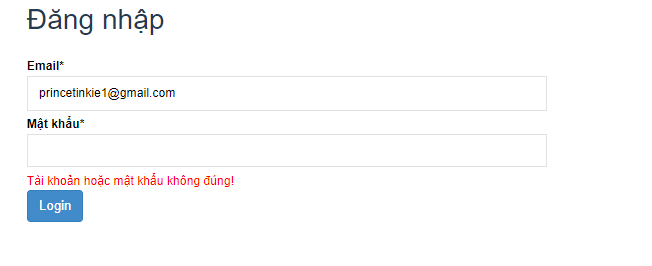 Đăng nhập
Email*
princetinkie1@gmail.com
Mật khẩu*
Tài khoản hoặc mật khẩu không đúng!
Login